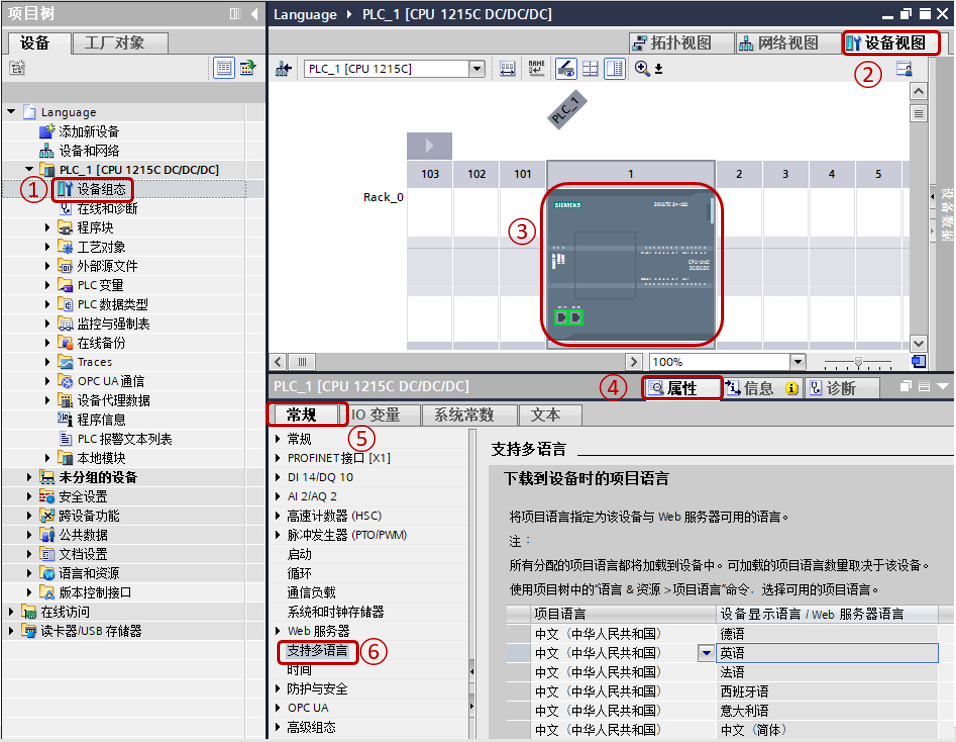 项目树
设备
工厂对象
Language
添加新设备
设备和网络
PLC_1 [CPU 1215C DC/DC/DC]
① 设备组态
在线和诊断
程序块
工艺对象
外部源文件
PLC 变量
PLC 数据类型
监控与强制表
在线备份
Traces
OPC UA 通信
设备代理数据
程序信息
PLC 报警文本列表
本地模块
未分组的设备
安全设置
跨设备功能
公共数据
文档设置
语言和资源
版本控制接口
在线访问
读卡器/USB 存储器
Language PLC_1 [CPU 1215C DC/DC/DC]
拓扑视图 网络视图 设备视图
②
PLC_1 [CPU 1215C]
PLC_1
103 102 101 1 2 3 4 5
Rack_0
③
SIEMENS
100%
设备数据
PLC_1 [CPU 1215C DC/DC/DC]
④ 属性 信息 诊断
常规 IO 变量 系统常数 文本
⑤
常规
PROFINET 接口 [X1]
DI 14/DQ 10
AI 2/AQ 2
高速计数器 (HSC)
脉冲发生器 (PTO/PWM)
启动
循环
通信负载
系统和时钟存储器
Web 服务器
支持多语言 ⑥
时间
防护与安全
OPC UA
高级组态
支持多语言
下载到设备时的项目语言
将项目语言指定为该设备与 Web 服务器可用的语言。
注：
所有分配的项目语言都将加载到设备中。可加载的项目语言数量取决于该设备。
使用项目树中的"语言 & 资源 >项目语言"命令，选择可用的项目语言。
项目语言 设备显示语言 / Web 服务器语言
中文（中华人民共和国） 德语
中文（中华人民共和国） 英语
中文（中华人民共和国） 法语
中文（中华人民共和国） 西班牙语
中文（中华人民共和国） 意大利语
中文（中华人民共和国） 中文（简体）